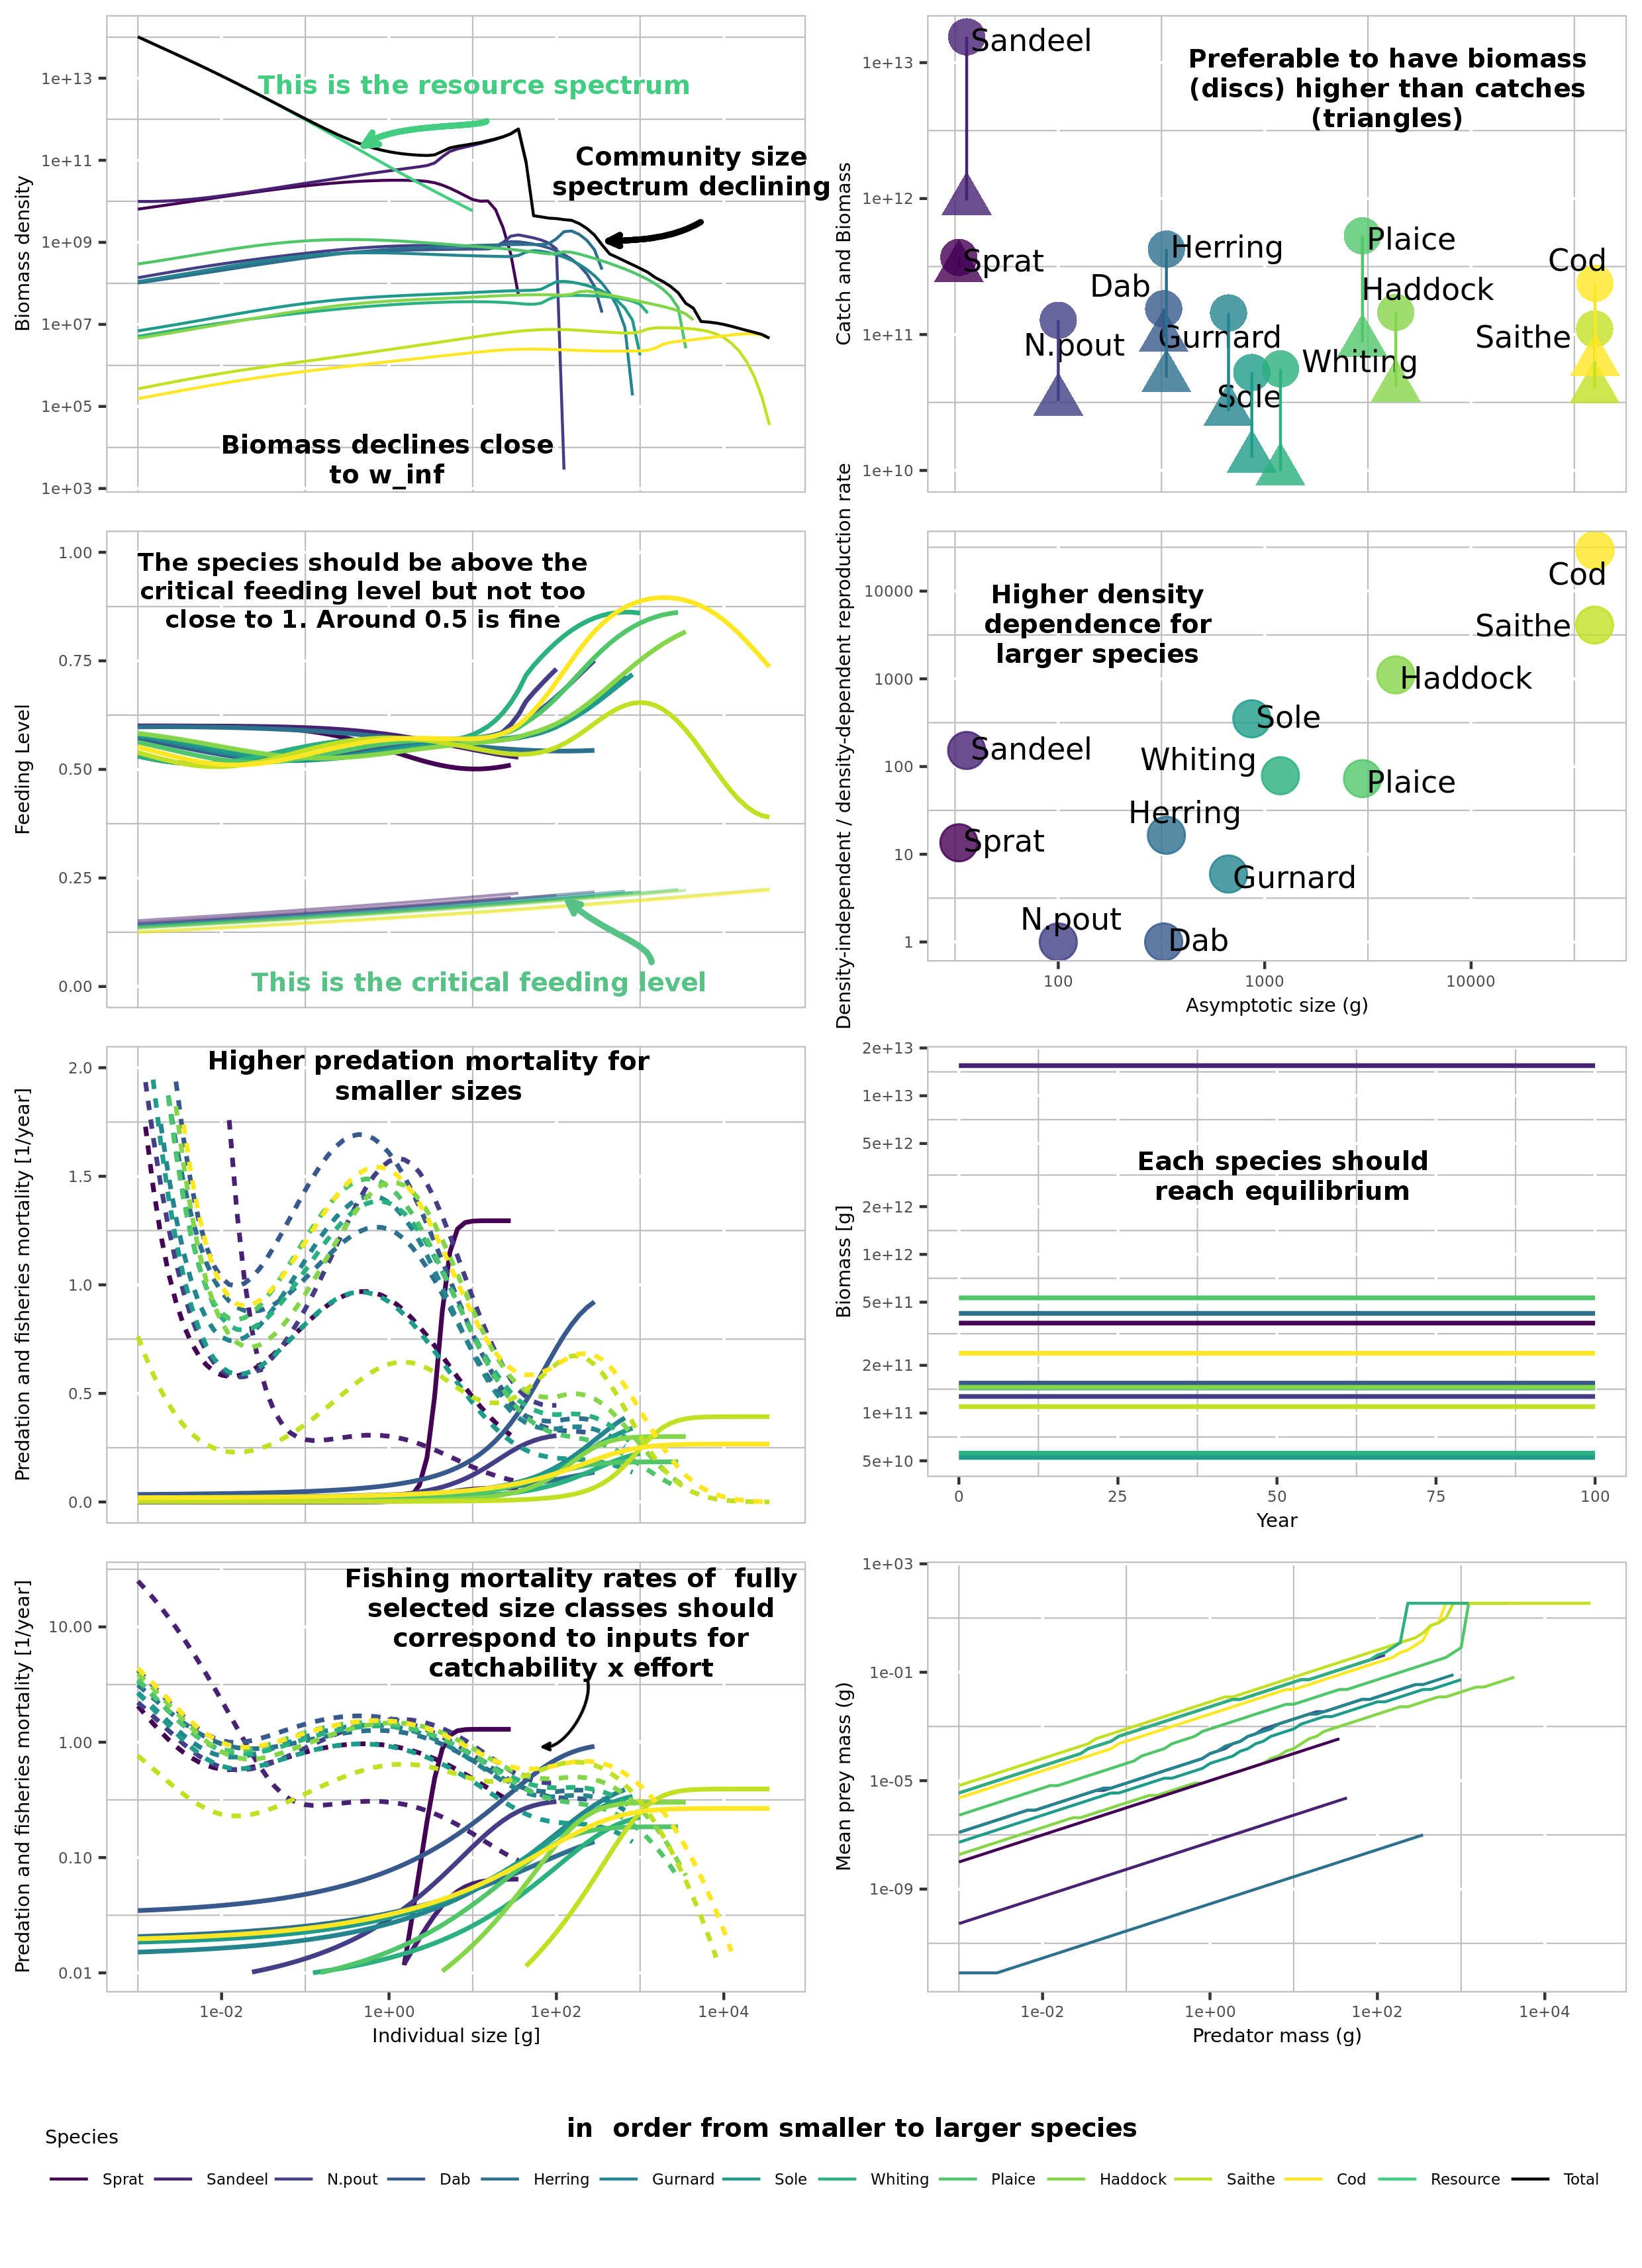 Biomass density
1e+13
1e+11
1e+09
1e+07
1e+05
1e+03
This is the resource spectrum
Community size
spectrum declining
Biomass declines close
to w_inf
Catch and Biomass
1e+13
1e+12
1e+11
1e+10
Preferable to have biomass
(discs) higher than catches
(triangles)
Sandeel
Sprat
Herring
Plaice
Cod
Dab
Haddock
N.pout
Gurnard
Saithe
Whiting
Sole
Feeding Level
1.00
0.75
0.50
0.25
0.00
The species should be above the
critical feeding level but not too
close to 1. Around 0.5 is fine
This is the critical feeding level
Density-independent / density-dependent reproduction rate
10000
1000
100
10
1
Higher density
dependence for
larger species
Cod
Saithe
Haddock
Sole
Sandeel
Whiting
Plaice
Herring
Sprat
Gurnard
N.pout
Dab
100
1000
10000
Asymptotic size (g)
Predation and fisheries mortality [1/year]
2.0
1.5
1.0
0.5
0.0
Higher predation mortality for
smaller sizes
Biomass [g]
2e+13
1e+13
5e+12
2e+12
1e+12
5e+11
2e+11
1e+11
5e+10
Each species should
reach equilibrium
0
25
50
75
100
Year
Predation and fisheries mortality [1/year]
10.00
1.00
0.10
0.01
Fishing mortality rates of  fully
selected size classes should
correspond to inputs for
catchability x effort
1e-02
1e+00
1e+02
1e+04
Individual size [g]
Mean prey mass (g)
1e+03
1e-01
1e-05
1e-09
1e-02
1e+00
1e+02
1e+04
Predator mass (g)
in  order from smaller to larger species
Species
Sprat
Sandeel
N.pout
Dab
Herring
Gurnard
Sole
Whiting
Plaice
Haddock
Saithe
Cod
Resource
Total